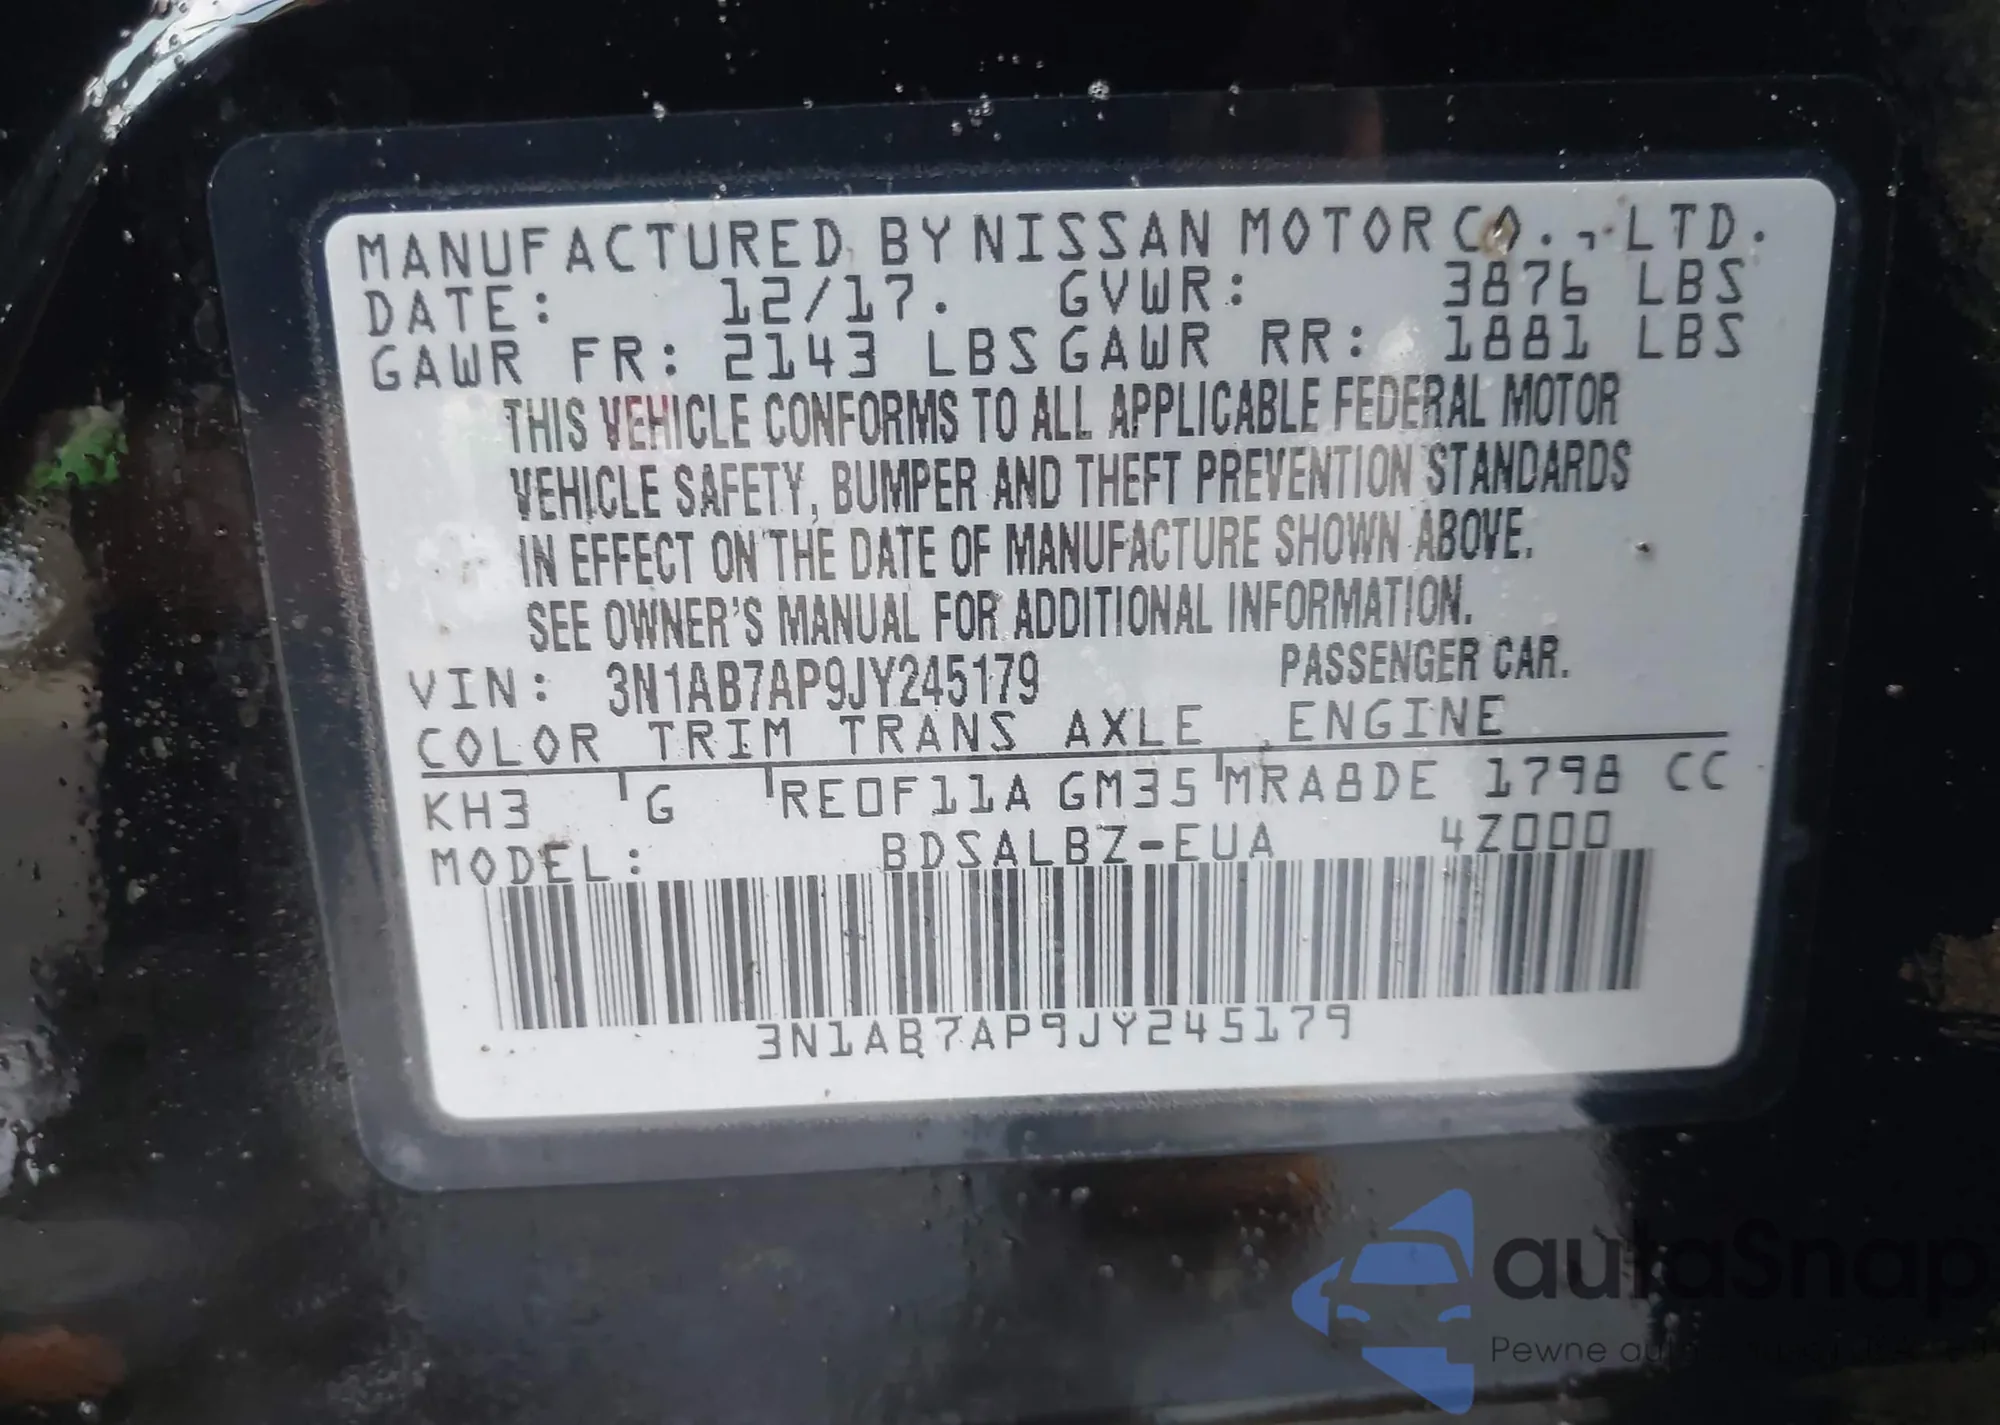 MANUFACTURED BY NISSAN MOTOR CO., LTD.
DATE: 12/17. GVWR: 3876 LBS
GAWR FR: 2143 LBS GAWR RR: 1881 LBS
THIS VEHICLE CONFORMS TO ALL APPLICABLE FEDERAL MOTOR
VEHICLE SAFETY, BUMPER AND THEFT PREVENTION STANDARDS
IN EFFECT ON THE DATE OF MANUFACTURE SHOWN ABOVE.
SEE OWNER'S MANUAL FOR ADDITIONAL INFORMATION.
VIN: 3N1AB7AP9JY245179 PASSENGER CAR.
COLOR TRIM TRANS AXLE ENGINE
KH3 G RE0F11A GM35 MRA8DE 1798 CC
MODEL: BDSALBZ-EUA 4Z000
3N1AB7AP9JY245179
autaSnap
Pewne